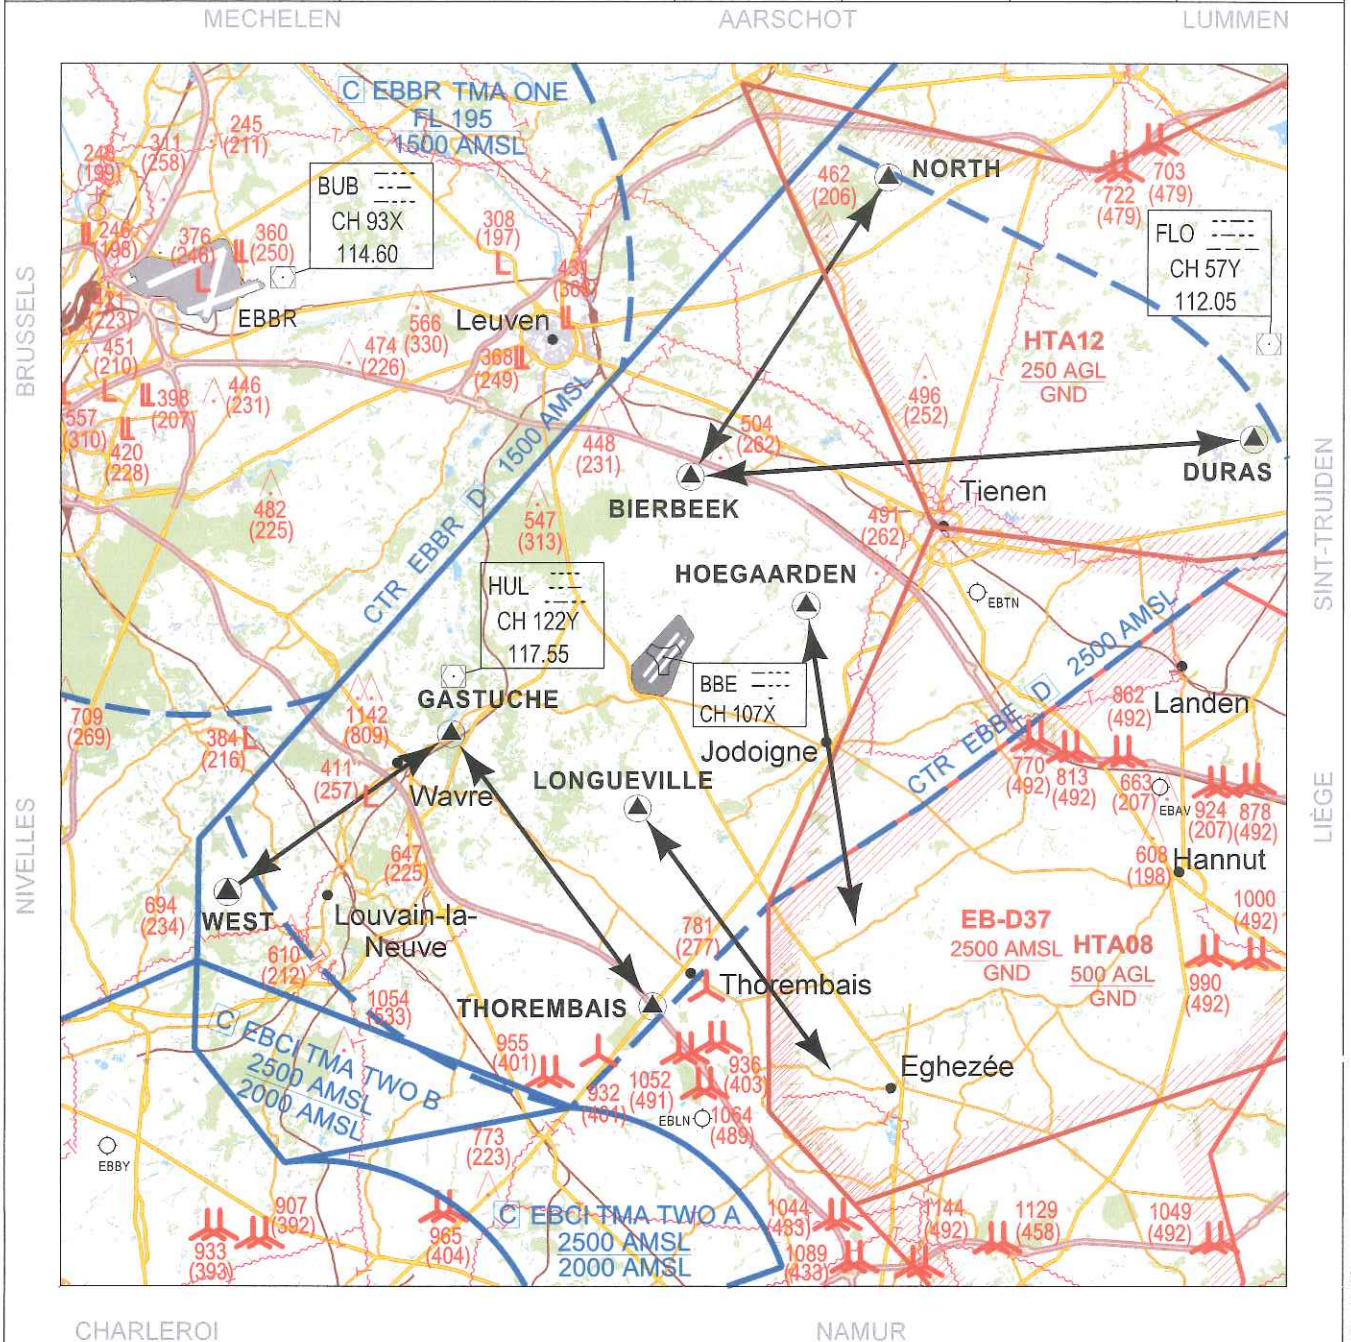 MECHELEN
AARSCHOT
LUMMEN
C EBBR TMA ONE
FL 195
1500 AMSL
245
(211)
311
(258)
248
(199)
BUB
CH 93X
114.60
462
(206)
NORTH
703
(479)
722
(479)
FLO
CH 57Y
112.05
246
(198)
376
(246)
360
(250)
308
(197)
431
EBBR
Leuven
566
(330)
474
(226)
368
(249)
(223)
451
(210)
446
(231)
398
(207)
557
(310)
420
(228)
HTA12
250 AGL
GND
496
(252)
504
(262)
448
(231)
BRUSSELS
CTR EBBR D 1500 AMSL
482
(225)
547
(313)
BIERBEEK
DURAS
Tienen
491
(262)
SINT-TRUIDEN
HOEGAARDEN
EBTN
HUL
CH 122Y
117.55
BBE
CH 107X
GASTUCHE
709
(269)
1142
(809)
384
(216)
411
(257)
Wavre
LONGUEVILLE
Jodoigne
CTR EBBE D 2500 AMSL
862
(492)
Landen
770
(492)
813
(492)
663
(207)
EBAV
924
(207)
878
(492)
NIVELLES
LIÈGE
647
(225)
608
(198)
Hannut
694
(234)
WEST
Louvain-la-
Neuve
610
(212)
1054
(533)
781
(277)
Thorembais
THOREMBAIS
EB-D37
2500 AMSL
GND
HTA08
500 AGL
GND
1000
(492)
990
(492)
C EBCI TMA TWO B
2500 AMSL
2000 AMSL
955
(401)
932
(401)
1052
(491)
936
(403)
1064
(489)
EBLN
Eghezée
EBBY
773
(223)
907
(392)
933
(393)
965
(404)
C EBCI TMA TWO A
2500 AMSL
2000 AMSL
1044
(433)
1089
(433)
1144
(492)
1129
(458)
1049
(492)
CHARLEROI
NAMUR